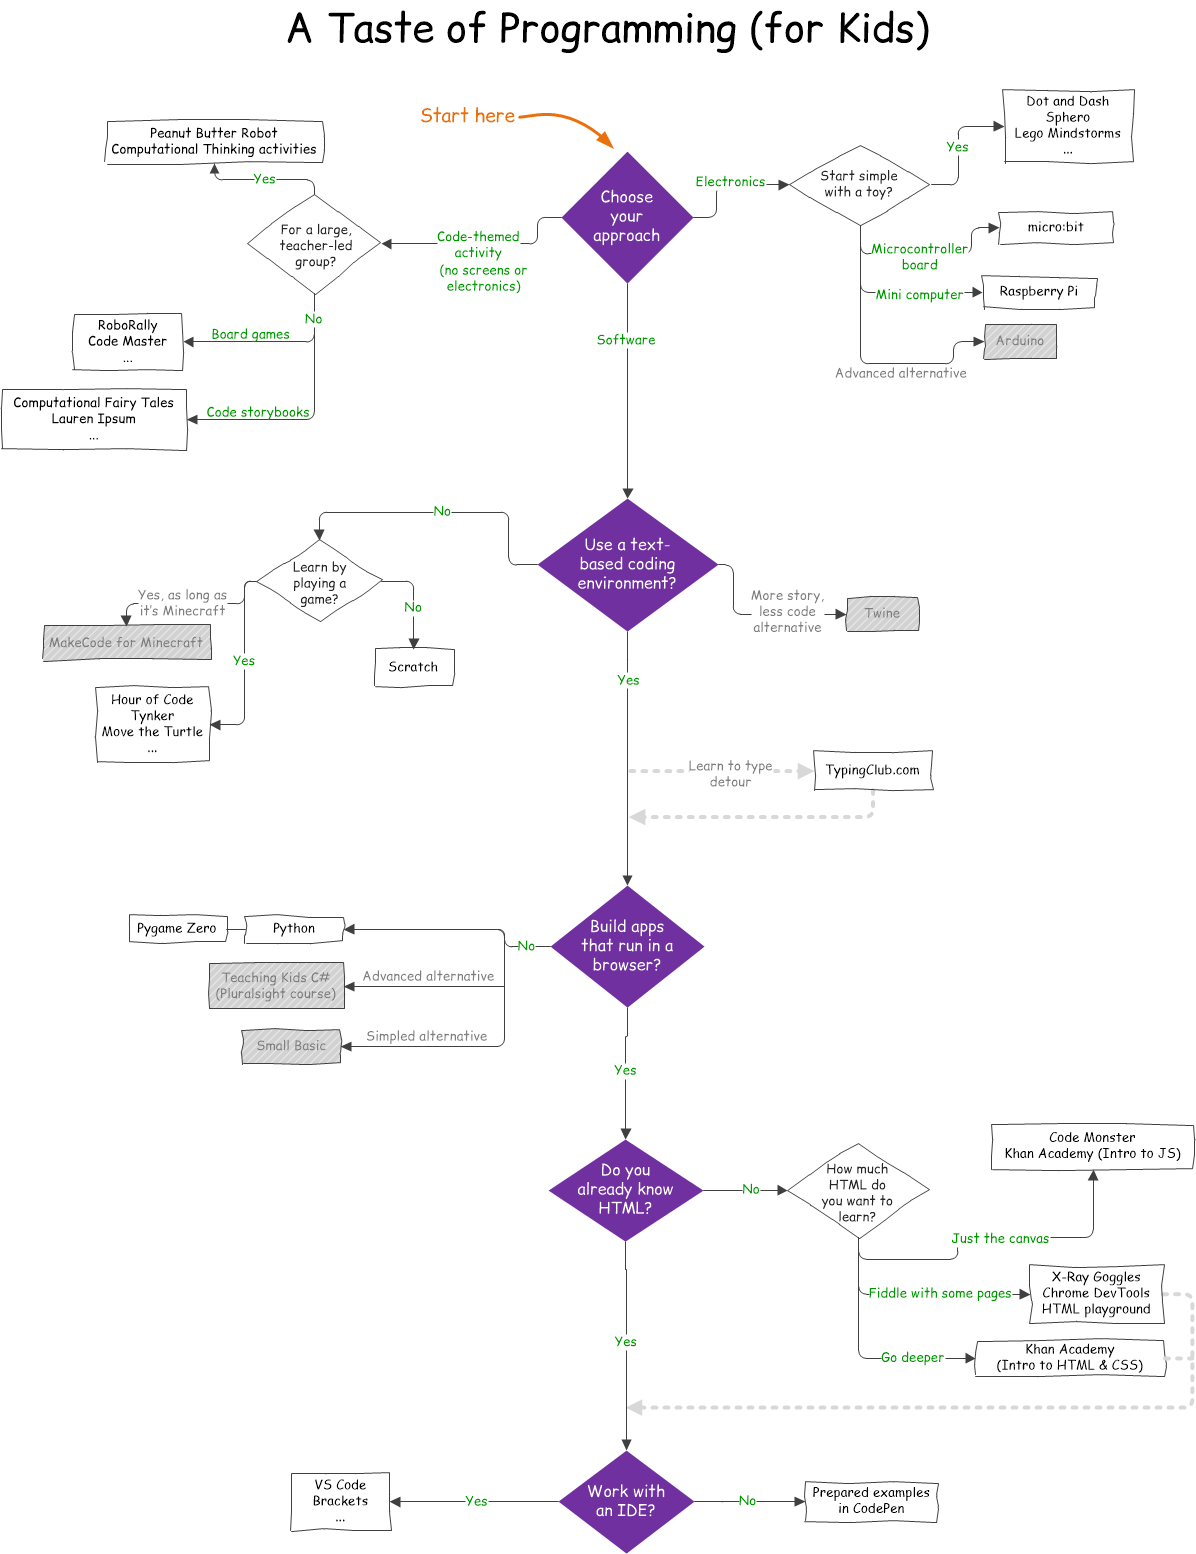 A Taste of Programming (for Kids)
Start here
Choose
your
approach
Electronics
Start simple
with a toy?
Yes
Dot and Dash
Sphero
Lego Mindstorms
...
Microcontroller
board
micro:bit
Mini computer
Raspberry Pi
Advanced alternative
Arduino
Code-themed
activity
(no screens or
electronics)
For a large,
teacher-led
group?
Yes
Peanut Butter Robot
Computational Thinking activities
No
Board games
RoboRally
Code Master
...
Code storybooks
Computational Fairy Tales
Lauren Ipsum
...
Software
Use a text-
based coding
environment?
No
Learn by
playing a
game?
Yes, as long as
it's Minecraft
MakeCode for Minecraft
Yes
Hour of Code
Tynker
Move the Turtle
...
No
Scratch
More story,
less code
alternative
Twine
Yes
Learn to type
detour
TypingClub.com
Build apps
that run in a
browser?
No
Python
Pygame Zero
Advanced alternative
Teaching Kids C#
(Pluralsight course)
Simpled alternative
Small Basic
Yes
Do you
already know
HTML?
No
How much
HTML do
you want to
learn?
Just the canvas
Code Monster
Khan Academy (Intro to JS)
Fiddle with some pages
X-Ray Goggles
Chrome DevTools
HTML playground
Go deeper
Khan Academy
(Intro to HTML & CSS)
Yes
Work with
an IDE?
Yes
VS Code
Brackets
...
No
Prepared examples
in CodePen